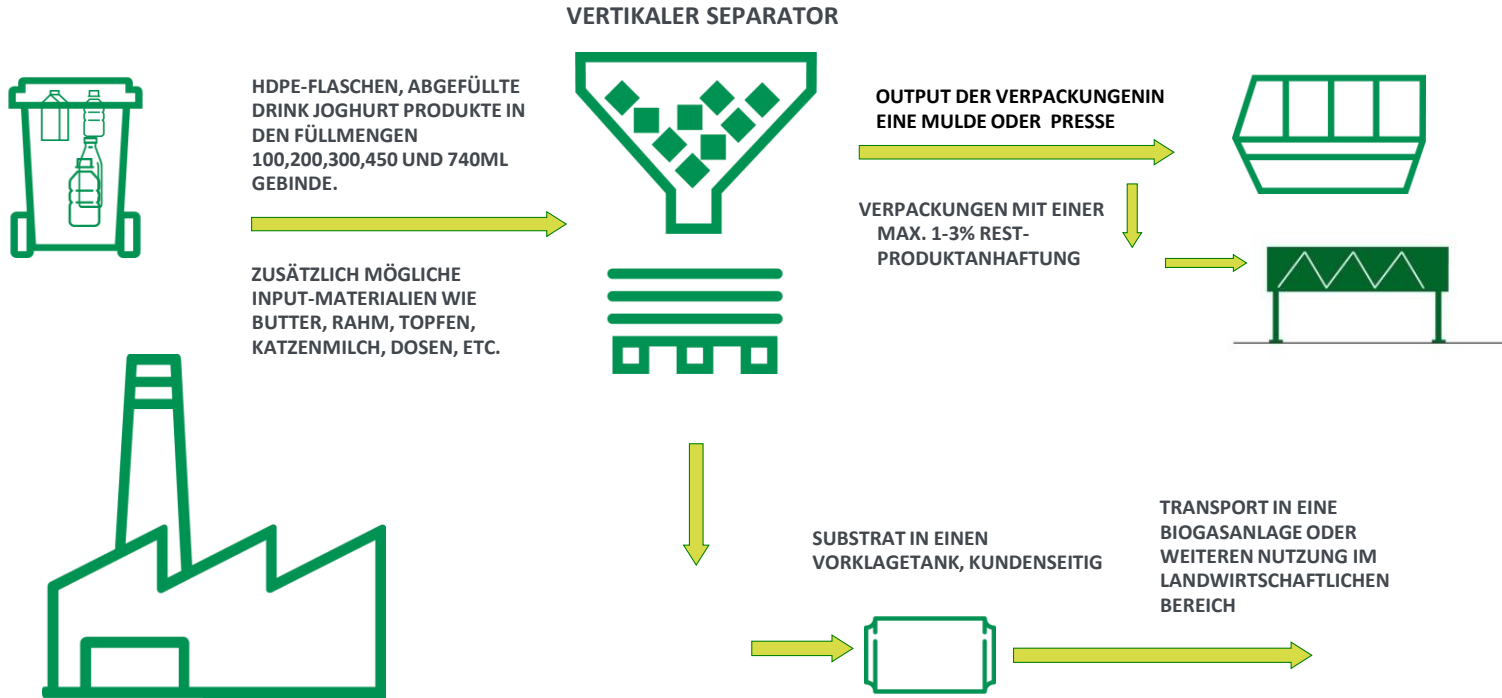 VERTIKALER SEPARATOR
HDPE-FLASCHEN, ABGEFÜLLTE
DRINK JOGHURT PRODUKTE IN
DEN FÜLLMENGEN
100,200,300,450 UND 740ML
GEBINDE.
ZUSÄTZLICH MÖGLICHE
INPUT-MATERIALIEN WIE
BUTTER, RAHM, TOPFEN,
KATZENMILCH, DOSEN, ETC.
OUTPUT DER VERPACKUNGENIN
EINE MULDE ODER PRESSE
VERPACKUNGEN MIT EINER
MAX. 1-3% REST-
PRODUKTANHAFTUNG
SUBSTRAT IN EINEN
VORKLAGETANK, KUNDENSEITIG
TRANSPORT IN EINE
BIOGASANLAGE ODER
WEITEREN NUTZUNG IM
LANDWIRTSCHAFTLICHEN
BEREICH